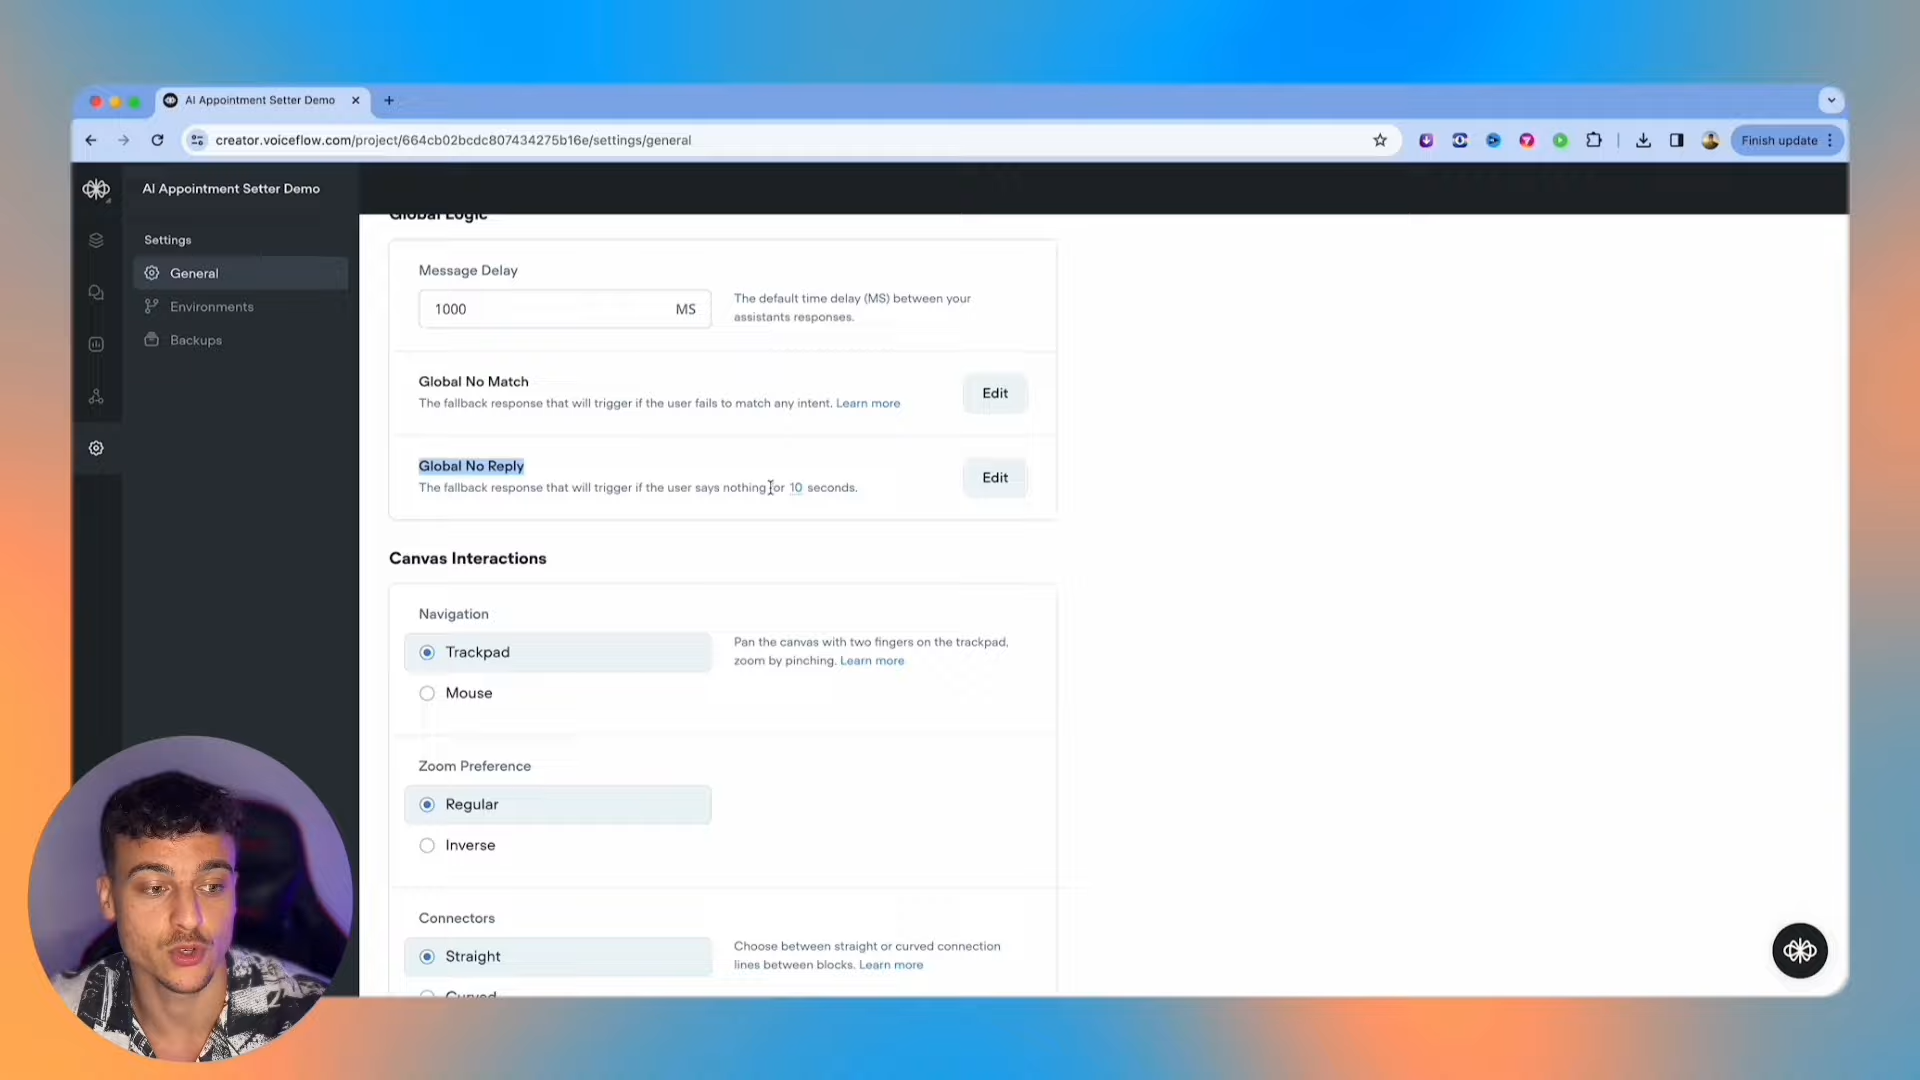 AI Appointment Setter Demo
creator.voiceflow.com/project/664cb02bcdc807434275b16e/settings/general
Finish update
AI Appointment Setter Demo
Settings
General
Environments
Backups
Global Logic
Message Delay
1000 MS
The default time delay (MS) between your
assistants responses.
Global No Match
The fallback response that will trigger if the user fails to match any intent. Learn more
Edit
Global No Reply
The fallback response that will trigger if the user says nothing for 10 seconds.
Edit
Canvas Interactions
Navigation
Trackpad
Pan the canvas with two fingers on the trackpad,
zoom by pinching. Learn more
Mouse
Zoom Preference
Regular
Inverse
Connectors
Straight
Choose between straight or curved connection
lines between blocks. Learn more
Curved